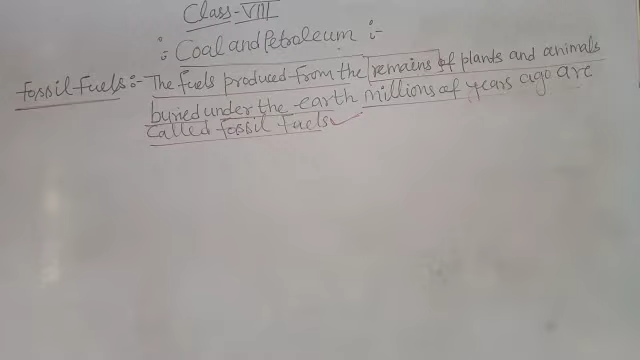 Class-VIII
:- Coal and Petroleum :-
Fossil Fuels :- The fuels produced from the remains of plants and animals
buried under the earth millions of years ago are
called fossil fuels